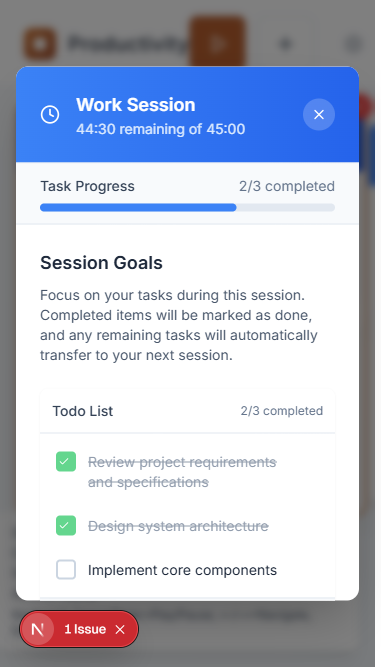 Productivity
Work Session
44:30 remaining of 45:00
Task Progress
2/3 completed
Session Goals
Focus on your tasks during this session.
Completed items will be marked as done,
and any remaining tasks will automatically
transfer to your next session.
Todo List
2/3 completed
Review project requirements
and specifications
Design system architecture
Implement core components
N
1 Issue